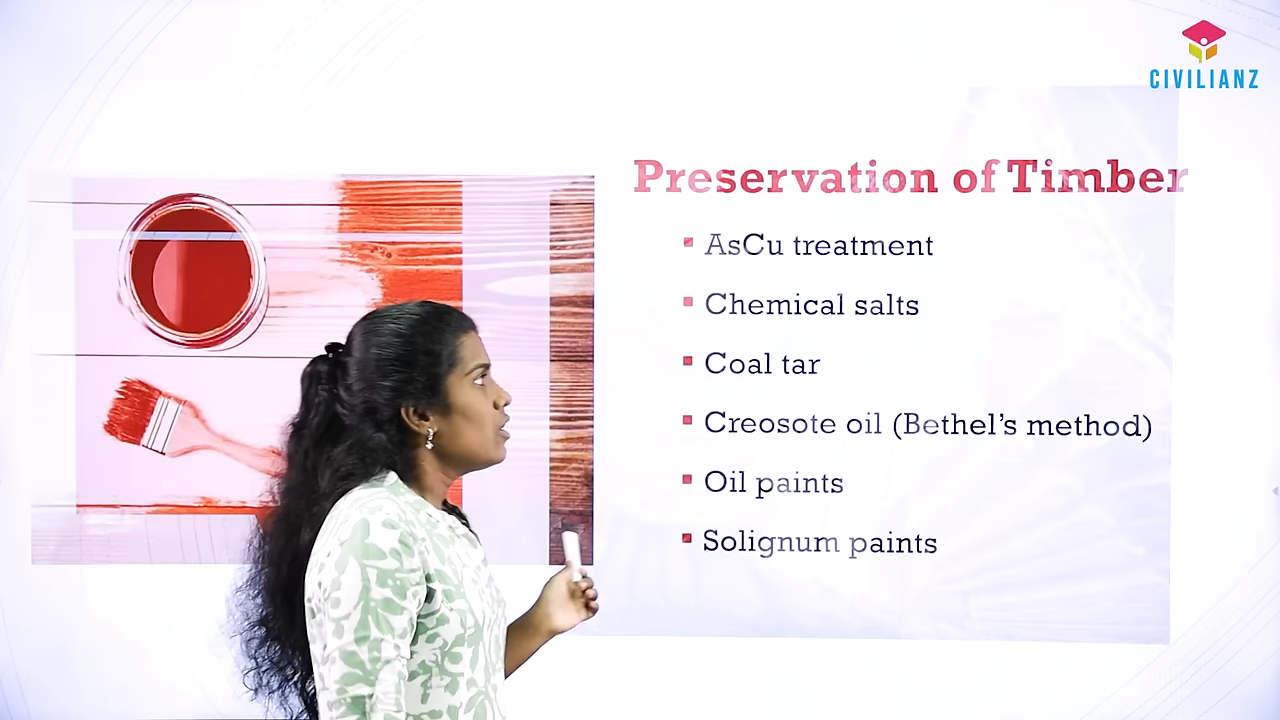 CIVILIANZ
Preservation of Timber
AsCu treatment
Chemical salts
Coal tar
Creosote oil (Bethel's method)
Oil paints
Solignum paints